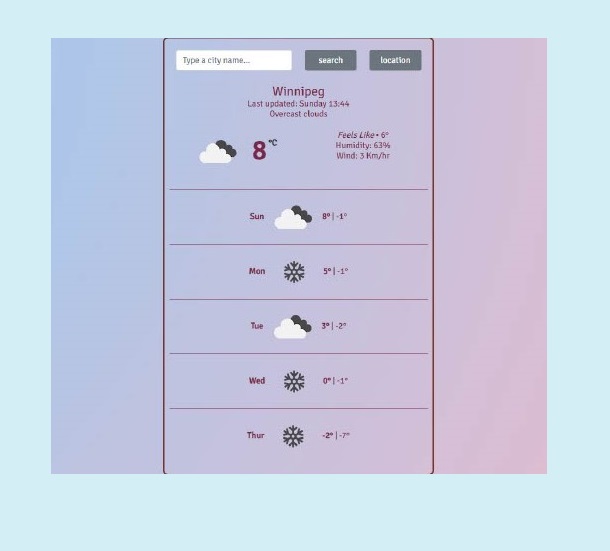 Type a city name...
search
location
Winnipeg
Last updated: Sunday 13:44
Overcast clouds
8°C
Feels Like • 6°
Humidity: 63%
Wind: 3 Km/hr
Sun 8° | -1°
Mon 5° | -1°
Tue 3° | -2°
Wed 0° | -1°
Thur -2° | -7°